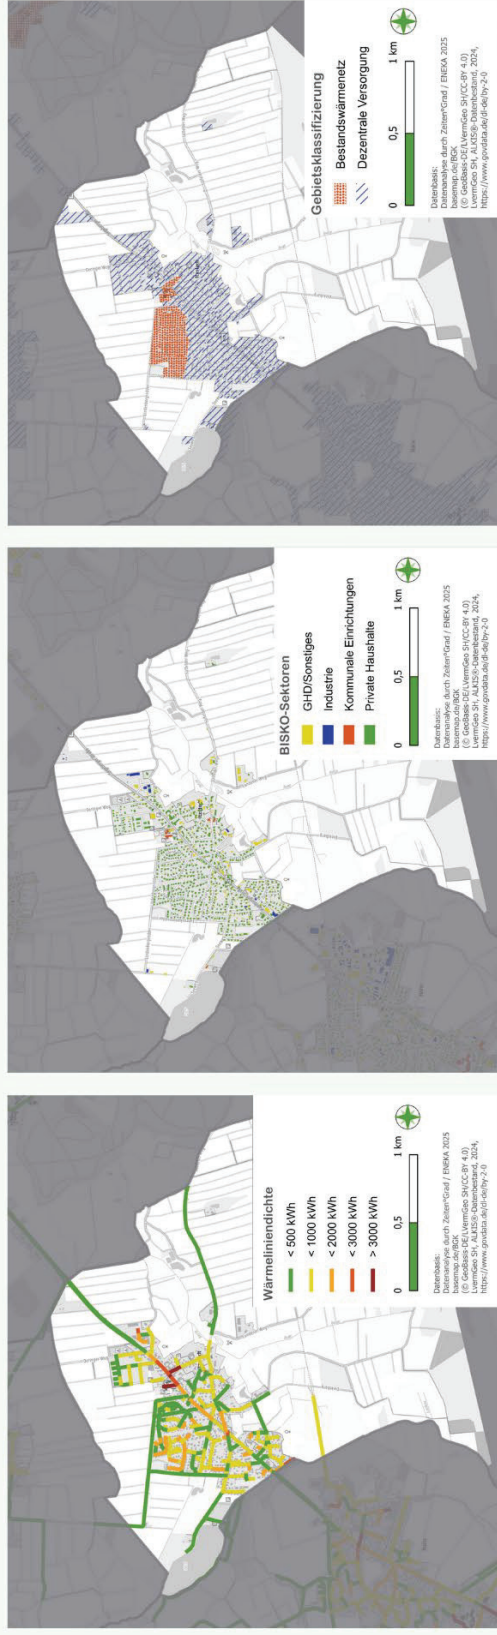 Wärmeliniendichte
< 500 kWh
< 1000 kWh
< 2000 kWh
< 3000 kWh
> 3000 kWh
0
0,5
1 km
Datenbasis:
Datenanalyse durch Zeiten°Grad / ENEKA 2025
basemap.de/BGK
(© GeoBasis-DE/LVermGeo SH/CC-BY 4.0)
LvermGeo SH, ALKIS®-Datenbestand, 2024,
https://www.govdata.de/dl-de/by-2-0
BISKO-Sektoren
GHD/Sonstiges
Industrie
Kommunale Einrichtungen
Private Haushalte
0
0,5
1 km
Datenbasis:
Datenanalyse durch Zeiten°Grad / ENEKA 2025
basemap.de/BGK
(© GeoBasis-DE/LVermGeo SH/CC-BY 4.0)
LvermGeo SH, ALKIS®-Datenbestand, 2024,
https://www.govdata.de/dl-de/by-2-0
Gebietsklassifizierung
Bestandswärmenetz
Dezentrale Versorgung
0
0,5
1 km
Datenbasis:
Datenanalyse durch Zeiten°Grad / ENEKA 2025
basemap.de/BGK
(© GeoBasis-DE/LVermGeo SH/CC-BY 4.0)
LvermGeo SH, ALKIS®-Datenbestand, 2024,
https://www.govdata.de/dl-de/by-2-0